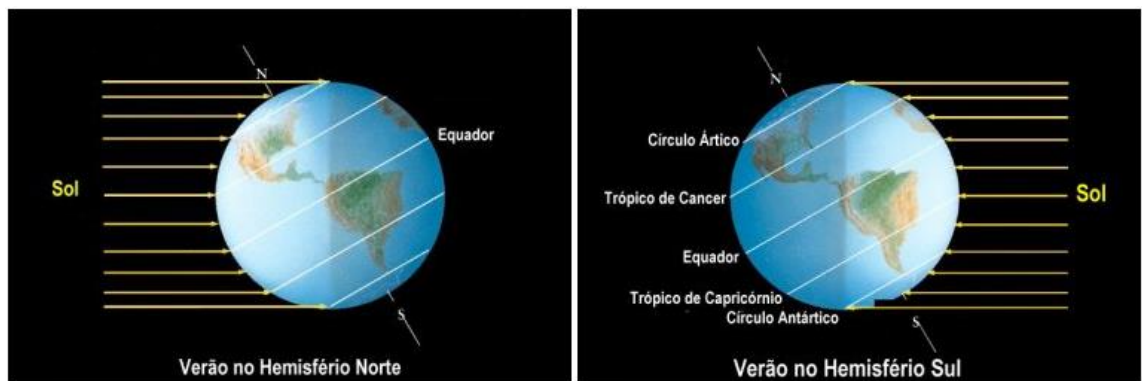 N
Equador
Sol
S
Verão no Hemisfério Norte
N
Círculo Ártico
Trópico de Cancer
Sol
Equador
Trópico de Capricórnio
Círculo Antártico
S
Verão no Hemisfério Sul